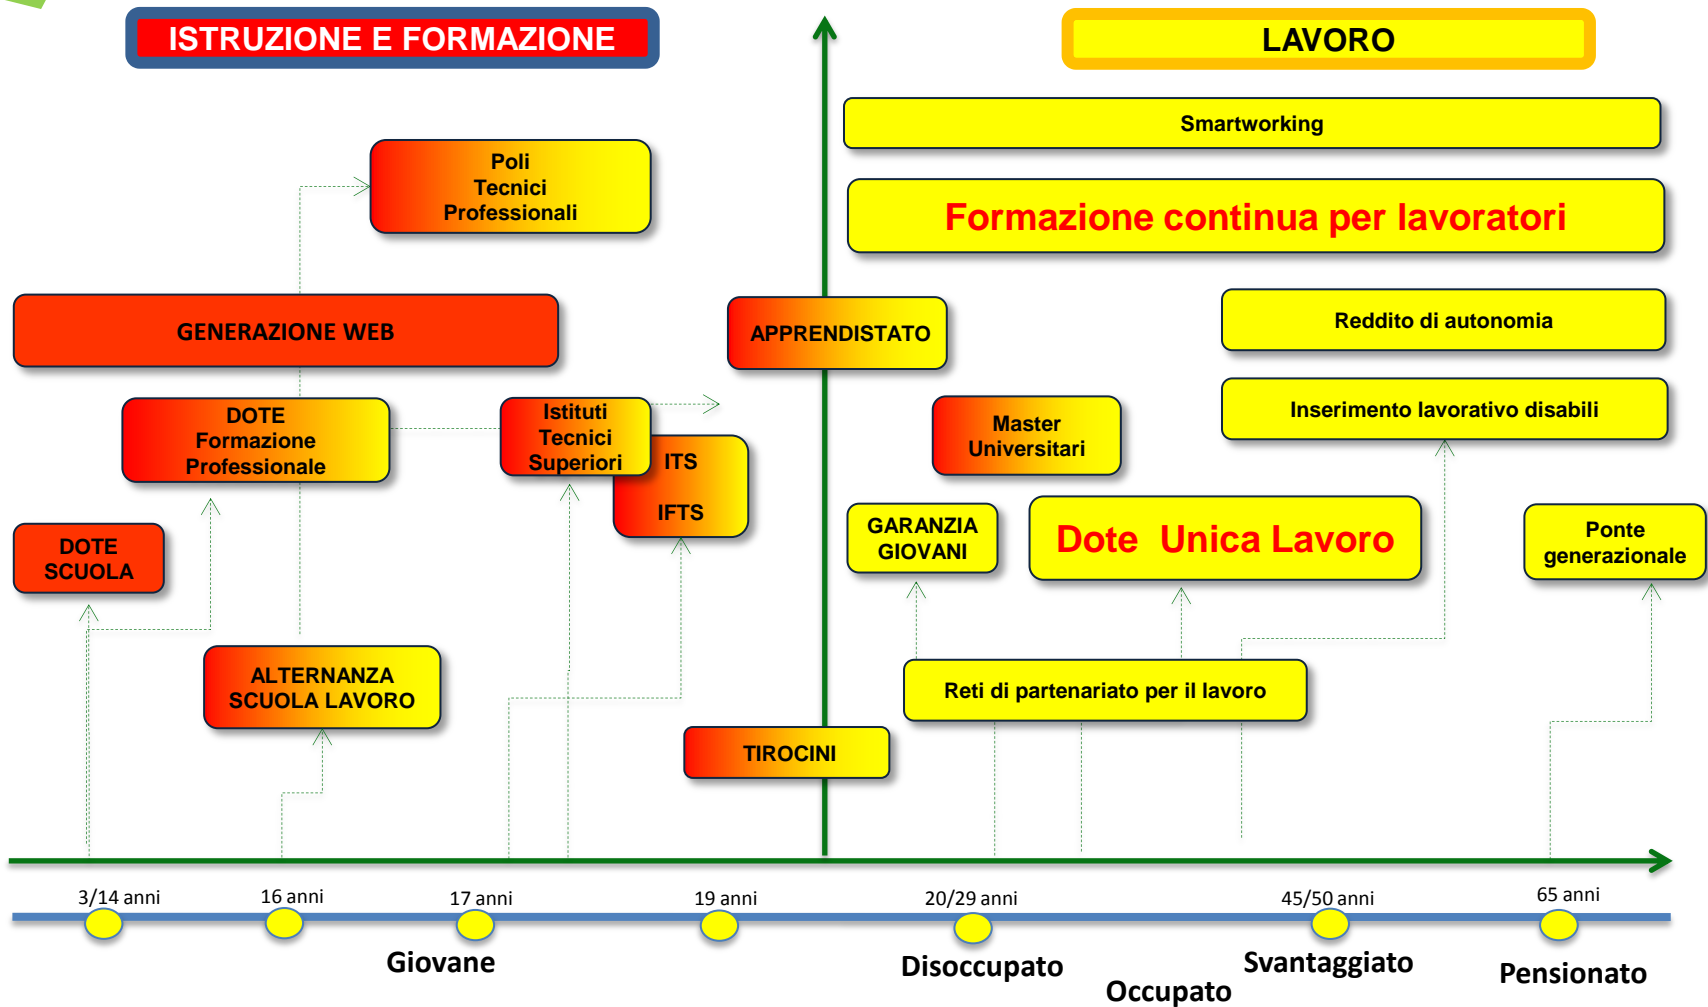 ISTRUZIONE E FORMAZIONE
LAVORO
Smartworking
Poli
Tecnici
Professionali
Formazione continua per lavoratori
GENERAZIONE WEB
APPRENDISTATO
Reddito di autonomia
DOTE
Formazione
Professionale
Istituti
Tecnici
Superiori
ITS
IFTS
Master
Universitari
Inserimento lavorativo disabili
DOTE
SCUOLA
GARANZIA
GIOVANI
Dote Unica Lavoro
Ponte
generazionale
ALTERNANZA
SCUOLA LAVORO
Reti di partenariato per il lavoro
TIROCINI
3/14 anni
16 anni
17 anni
19 anni
20/29 anni
45/50 anni
65 anni
Giovane
Disoccupato
Occupato
Svantaggiato
Pensionato